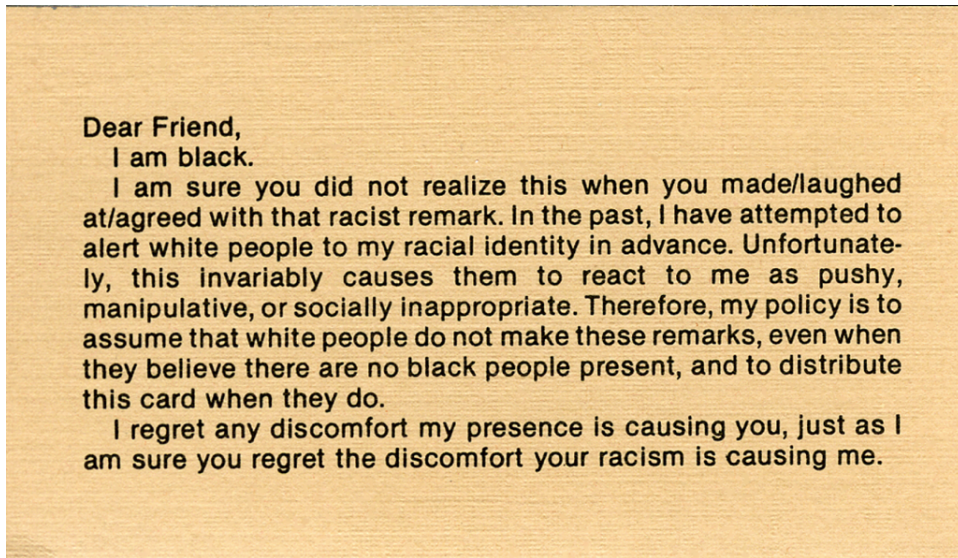 Dear Friend,
I am black.
I am sure you did not realize this when you made/laughed
at/agreed with that racist remark. In the past, I have attempted to
alert white people to my racial identity in advance. Unfortunate-
ly, this invariably causes them to react to me as pushy,
manipulative, or socially inappropriate. Therefore, my policy is to
assume that white people do not make these remarks, even when
they believe there are no black people present, and to distribute
this card when they do.
I regret any discomfort my presence is causing you, just as I
am sure you regret the discomfort your racism is causing me.